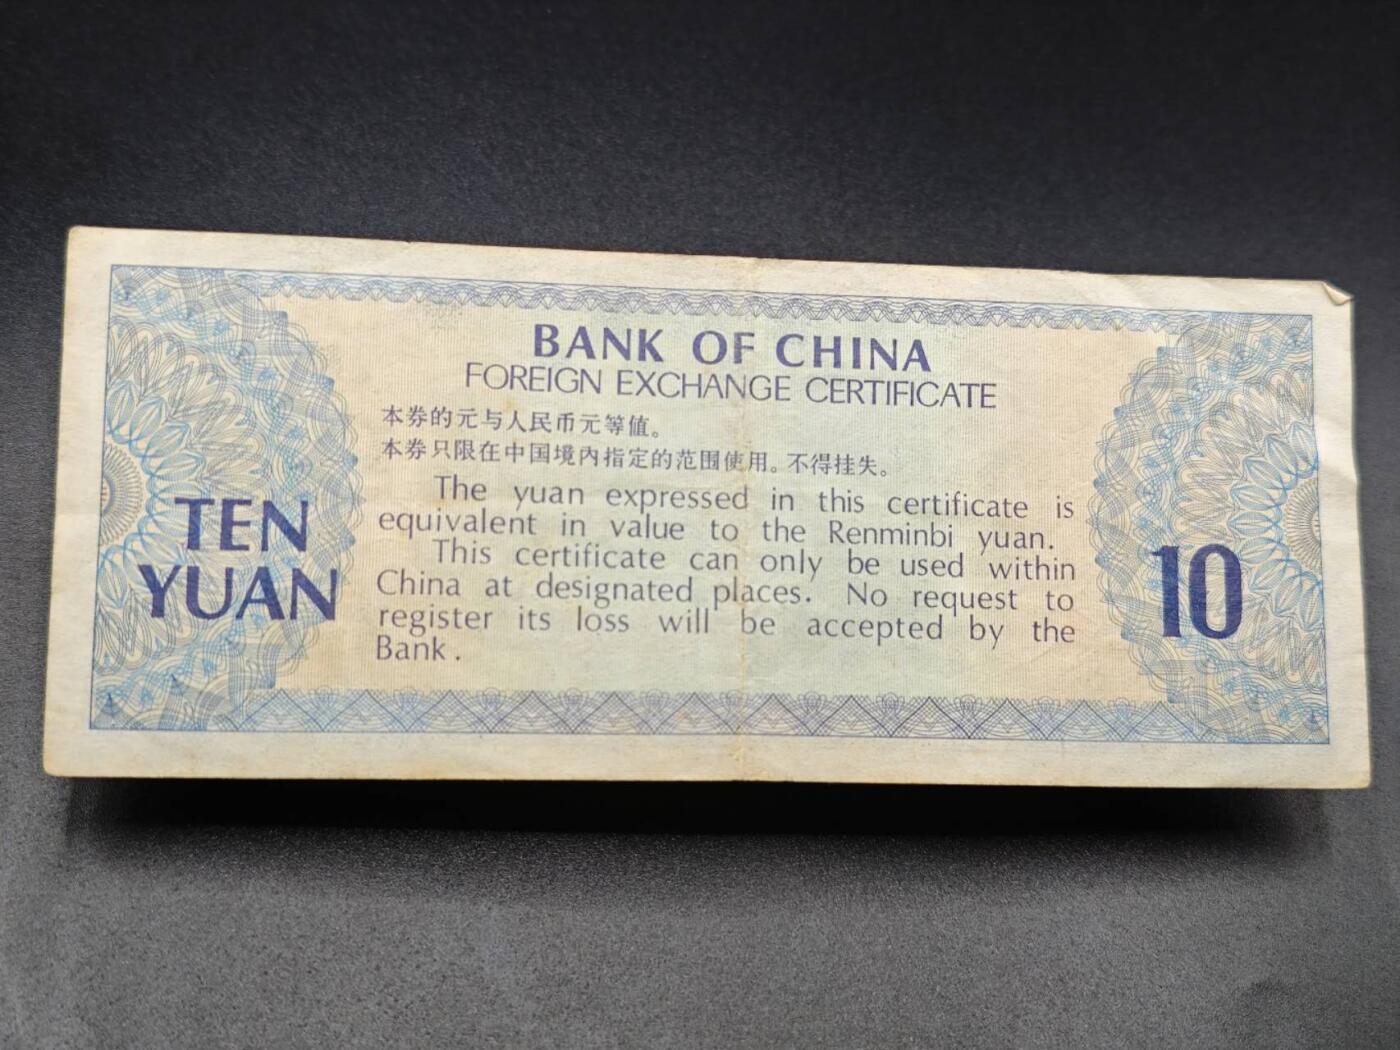 BANK OF CHINA
FOREIGN EXCHANGE CERTIFICATE
本券的元与人民币元等值。
本券只限在中国境内指定的范围使用。不得挂失。
The yuan expressed in this certificate is
equivalent in value to the Renminbi yuan.
This certificate can only be used within
China at designated places. No request to
register its loss will be accepted by the
Bank.
TEN
YUAN
10